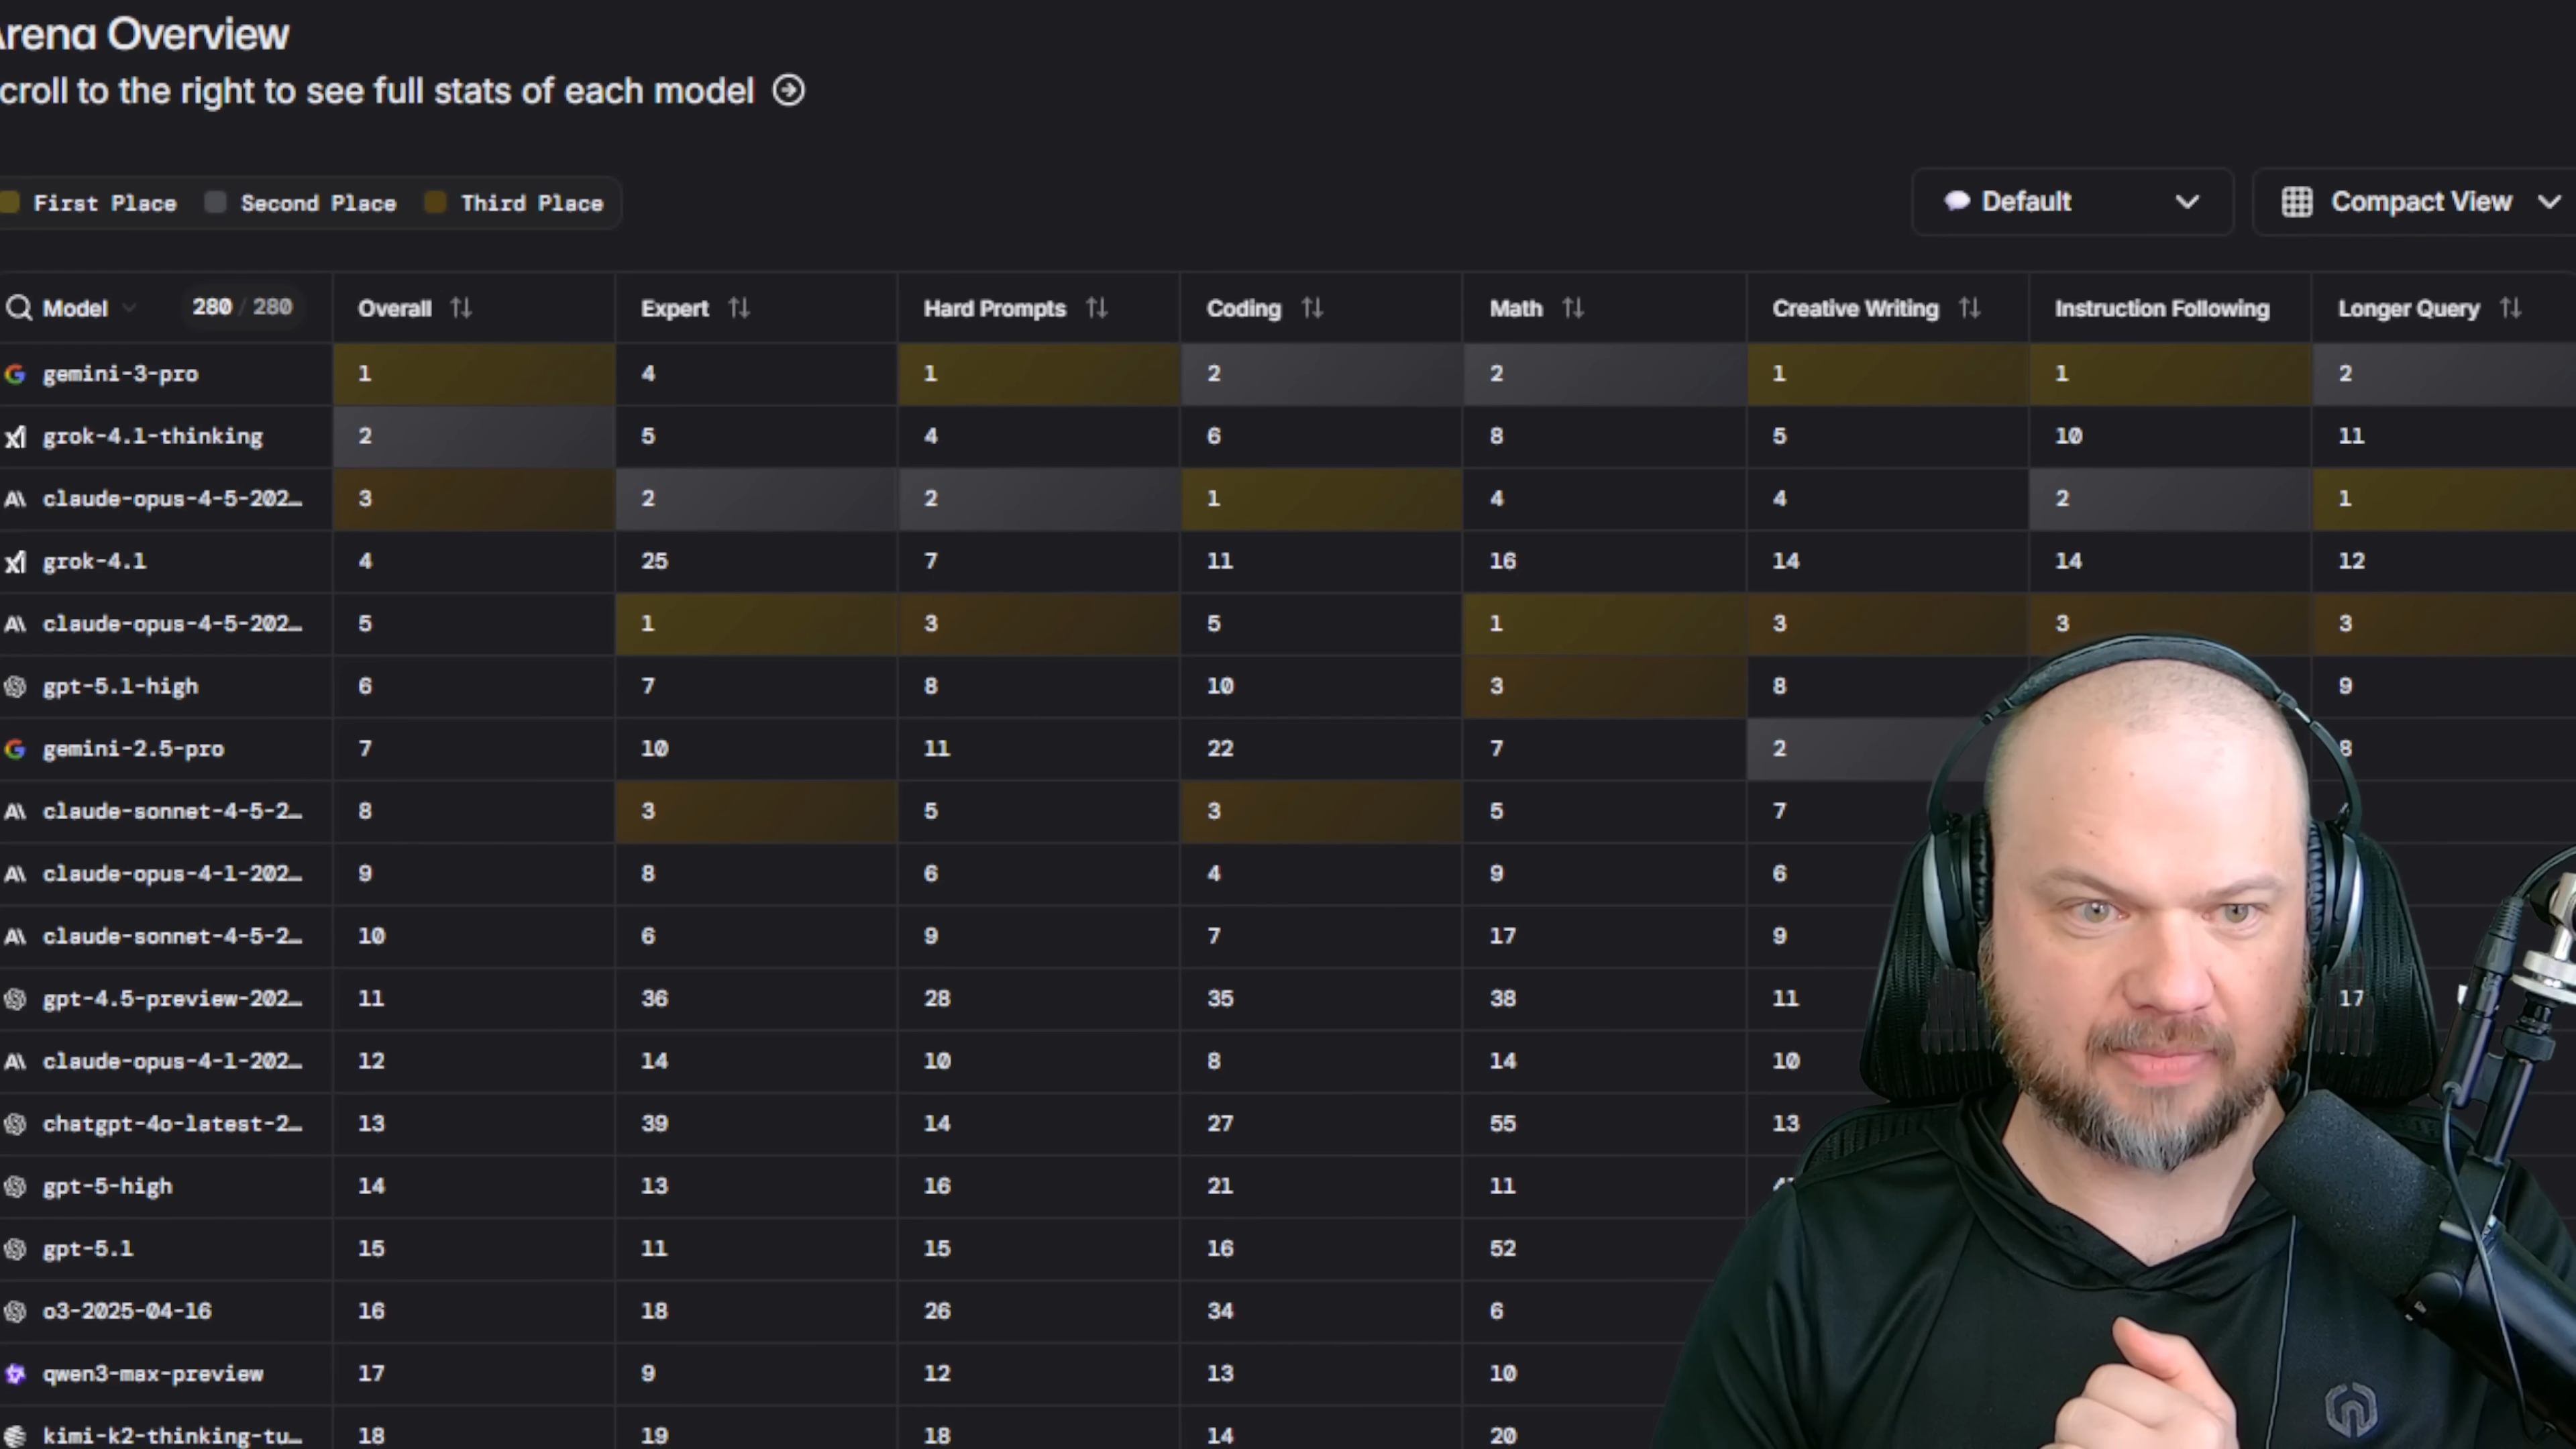 rena Overview
croll to the right to see full stats of each model
First Place Second Place Third Place Default Compact View
Model 280 / 280 Overall Expert Hard Prompts Coding Math Creative Writing Instruction Following Longer Query
gemini-3-pro 1 4 1 2 2 1 1 2
grok-4.1-thinking 2 5 4 6 8 5 10 11
claude-opus-4-5-202… 3 2 2 1 4 4 2 1
grok-4.1 4 25 7 11 16 14 14 12
claude-opus-4-5-202… 5 1 3 5 1 3 3 3
gpt-5.1-high 6 7 8 10 3 8 9
gemini-2.5-pro 7 10 11 22 7 2 8
claude-sonnet-4-5-2… 8 3 5 3 5 7
claude-opus-4-1-202… 9 8 6 4 9 6
claude-sonnet-4-5-2… 10 6 9 7 17 9
gpt-4.5-preview-202… 11 36 28 35 38 11 17
claude-opus-4-1-202… 12 14 10 8 14 10
chatgpt-4o-latest-2… 13 39 14 27 55 13
gpt-5-high 14 13 16 21 11
gpt-5.1 15 11 15 16 52
o3-2025-04-16 16 18 26 34 6
qwen3-max-preview 17 9 12 13 10
kimi-k2-thinking-tu… 18 19 18 14 20